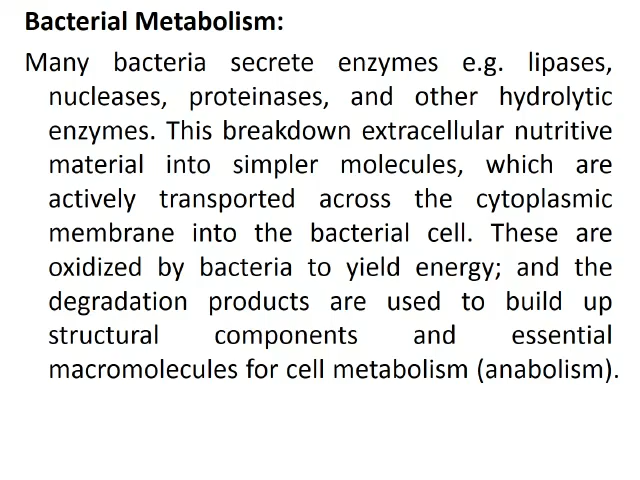 Bacterial Metabolism:
Many bacteria secrete enzymes e.g. lipases,
nucleases, proteinases, and other hydrolytic
enzymes. This breakdown extracellular nutritive
material into simpler molecules, which are
actively transported across the cytoplasmic
membrane into the bacterial cell. These are
oxidized by bacteria to yield energy; and the
degradation products are used to build up
structural components and essential
macromolecules for cell metabolism (anabolism).